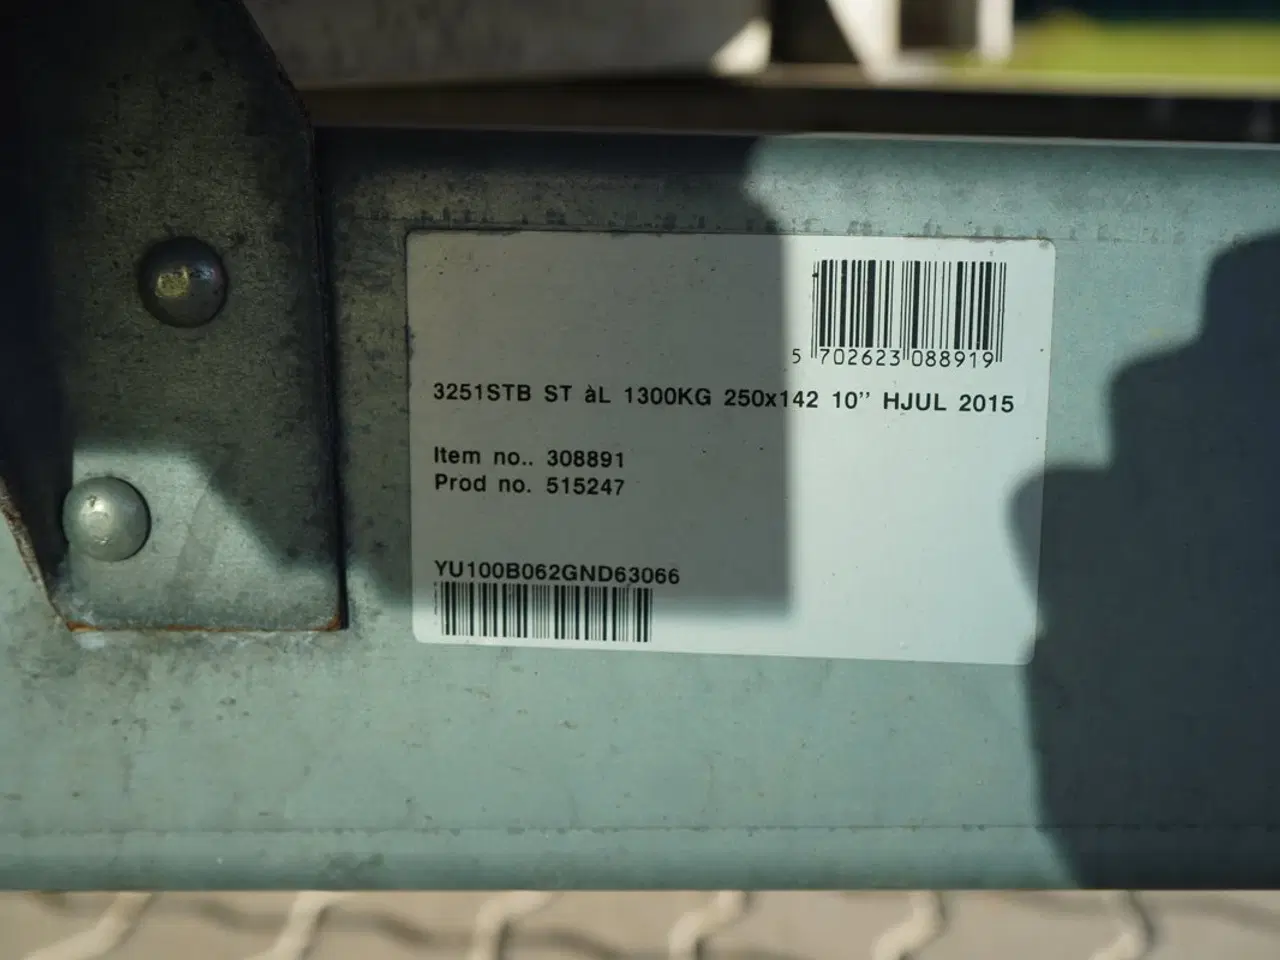 5 702623 088919
3251STB ST àL 1300KG 250x142 10" HJUL 2015
Item no.. 308891
Prod no. 515247
YU100B062GND63066